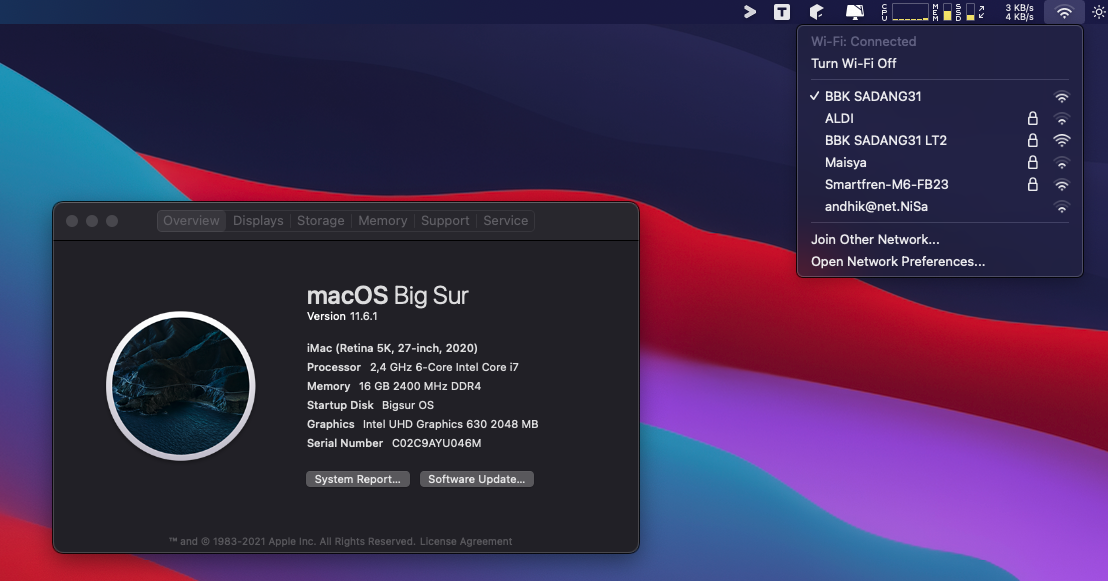 T
CPU
MEM
SSD
3 KB/s
4 KB/s
Wi-Fi: Connected
Turn Wi-Fi Off
BBK SADANG31
ALDI
BBK SADANG31 LT2
Maisya
Smartfren-M6-FB23
andhik@net.NiSa
Join Other Network...
Open Network Preferences...
Overview Displays Storage Memory Support Service
macOS Big Sur
Version 11.6.1
iMac (Retina 5K, 27-inch, 2020)
Processor 2,4 GHz 6-Core Intel Core i7
Memory 16 GB 2400 MHz DDR4
Startup Disk Bigsur OS
Graphics Intel UHD Graphics 630 2048 MB
Serial Number C02C9AYU046M
System Report...
Software Update...
™ and © 1983-2021 Apple Inc. All Rights Reserved. License Agreement